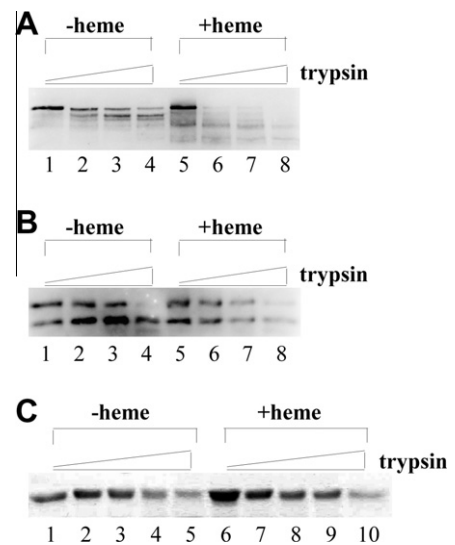 A
-heme +heme
trypsin
1 2 3 4 5 6 7 8
B
-heme +heme
trypsin
1 2 3 4 5 6 7 8
C
-heme +heme
trypsin
1 2 3 4 5 6 7 8 9 10